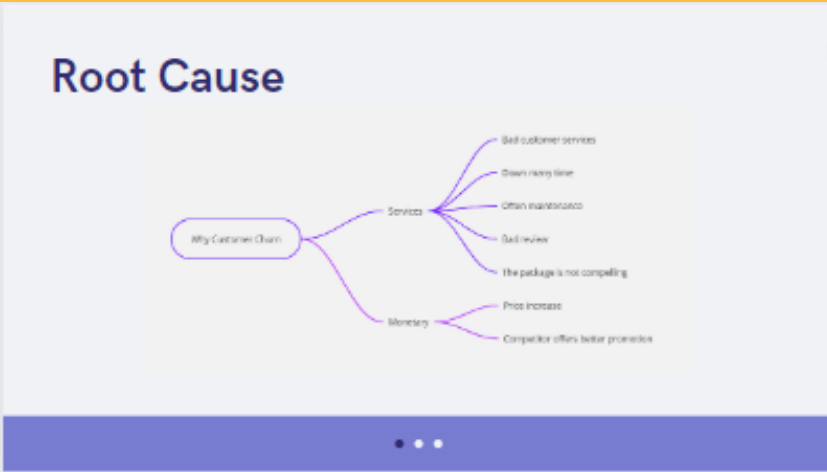 Root Cause
Why Customer Churn
Services
Bad customer services
Down many time
Often maintenance
Bad review
The package is not compelling
Monetary
Price increase
Competitor offers better promotion